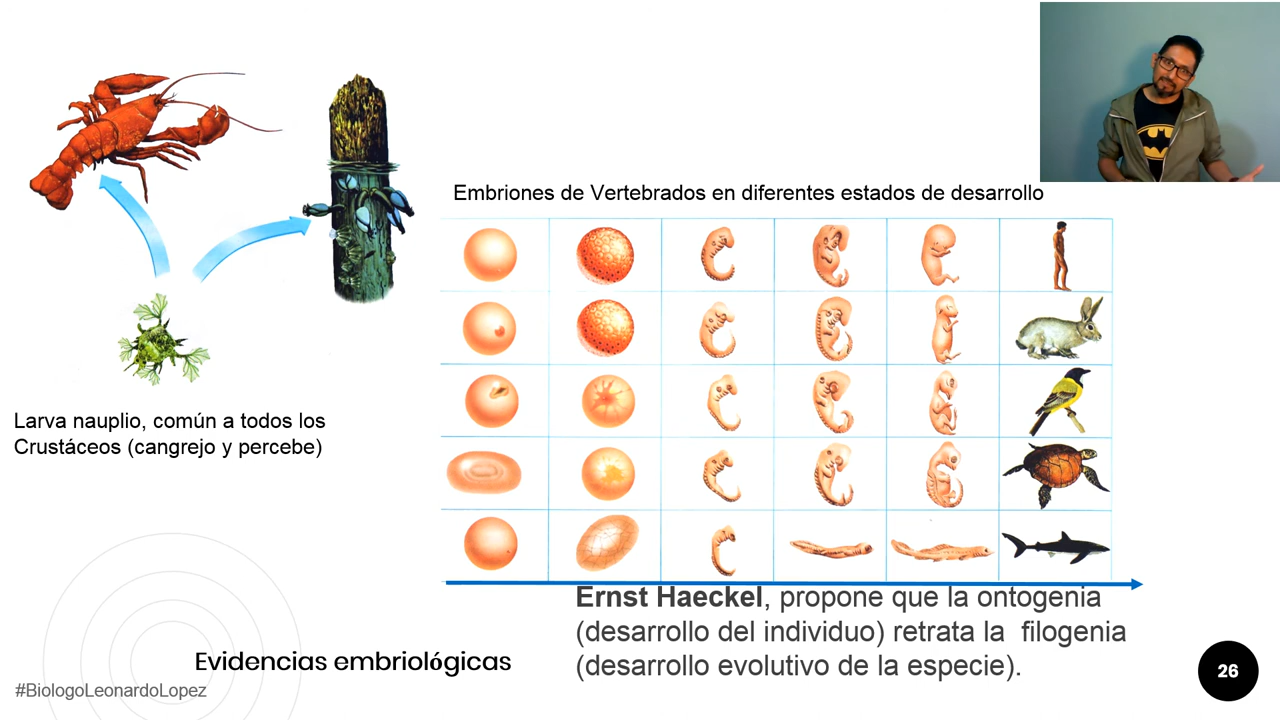 Embriones de Vertebrados en diferentes estados de desarrollo
Larva nauplio, común a todos los
Crustáceos (cangrejo y percebe)
Ernst Haeckel, propone que la ontogenia
(desarrollo del individuo) retrata la filogenia
(desarrollo evolutivo de la especie).
Evidencias embriológicas
#BiologoLeonardoLopez
26